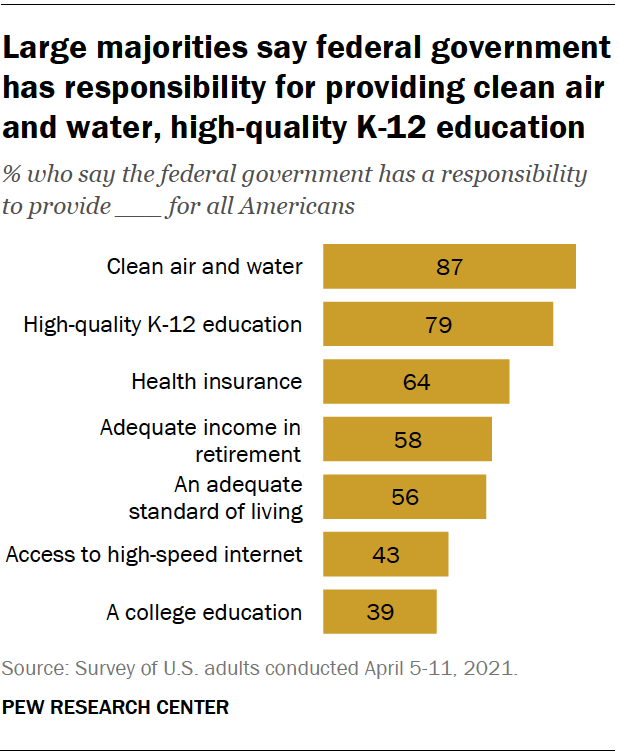 Large majorities say federal government
has responsibility for providing clean air
and water, high-quality K-12 education
% who say the federal government has a responsibility
to provide ___ for all Americans
Clean air and water 87
High-quality K-12 education 79
Health insurance 64
Adequate income in
retirement 58
An adequate
standard of living 56
Access to high-speed internet 43
A college education 39
Source: Survey of U.S. adults conducted April 5-11, 2021.
PEW RESEARCH CENTER